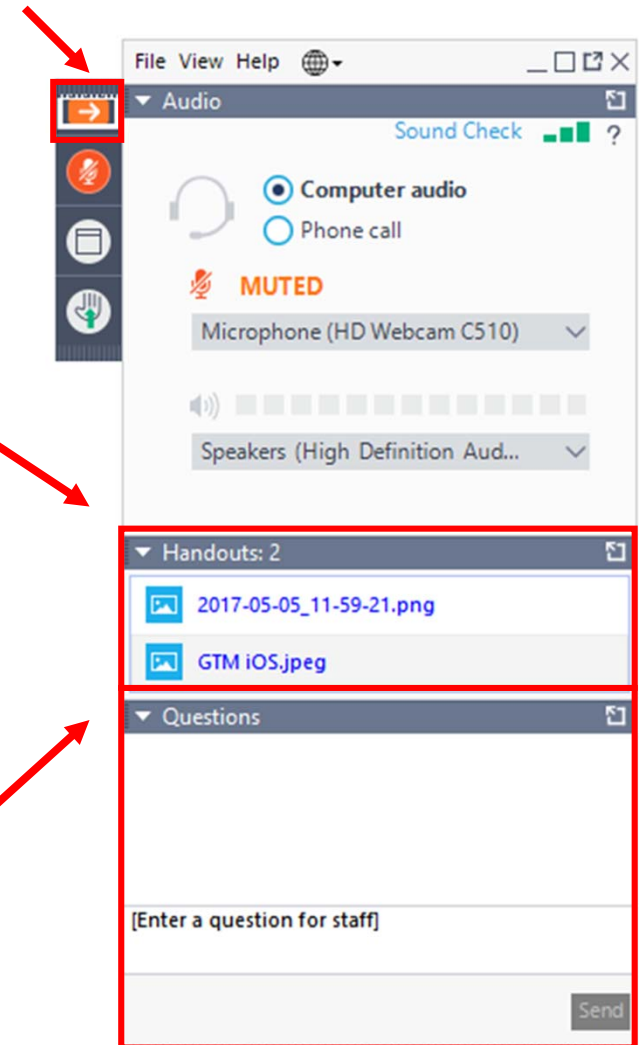 File View Help
Audio
Sound Check ?
Computer audio
Phone call
MUTED
Microphone (HD Webcam C510)
Speakers (High Definition Aud...
Handouts: 2
2017-05-05_11-59-21.png
GTM iOS.jpeg
Questions
[Enter a question for staff]
Send